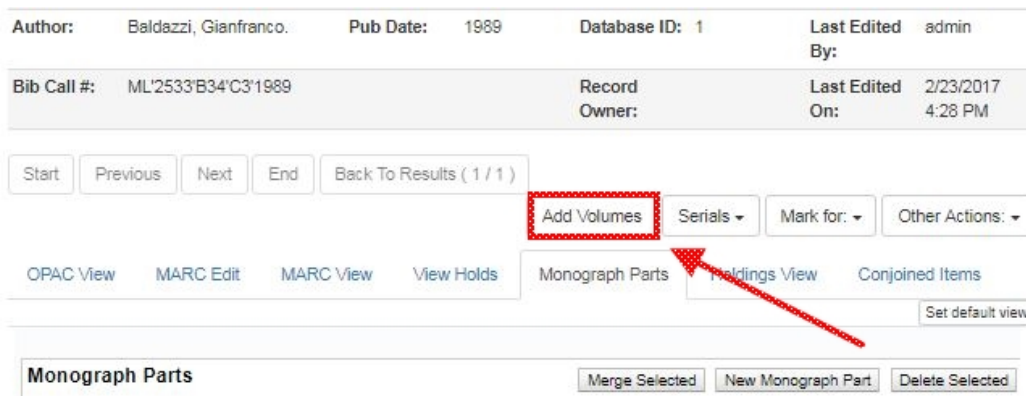 Author: Baldazzi, Gianfranco. Pub Date: 1989 Database ID: 1 Last Edited By: admin
Bib Call #: ML'2533'B34'C3'1989 Record Owner: Last Edited On: 2/23/2017 4:28 PM
Start Previous Next End Back To Results ( 1 / 1 )
Add Volumes Serials Mark for: Other Actions:
OPAC View MARC Edit MARC View View Holds Monograph Parts Holdings View Conjoined Items
Set default view
Monograph Parts Merge Selected New Monograph Part Delete Selected